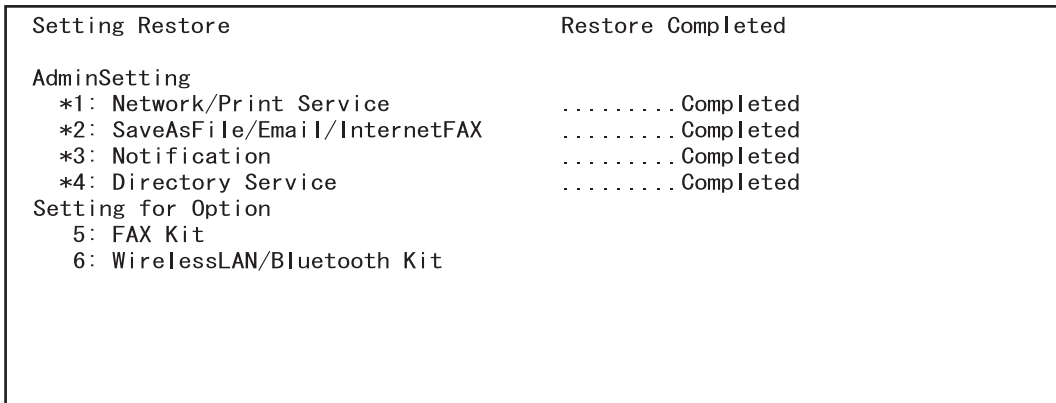 Setting Restore Restore Completed
AdminSetting
*1: Network/Print Service .........Completed
*2: SaveAsFile/Email/InternetFAX .........Completed
*3: Notification .........Completed
*4: Directory Service .........Completed
Setting for Option
5: FAX Kit
6: WirelessLAN/Bluetooth Kit